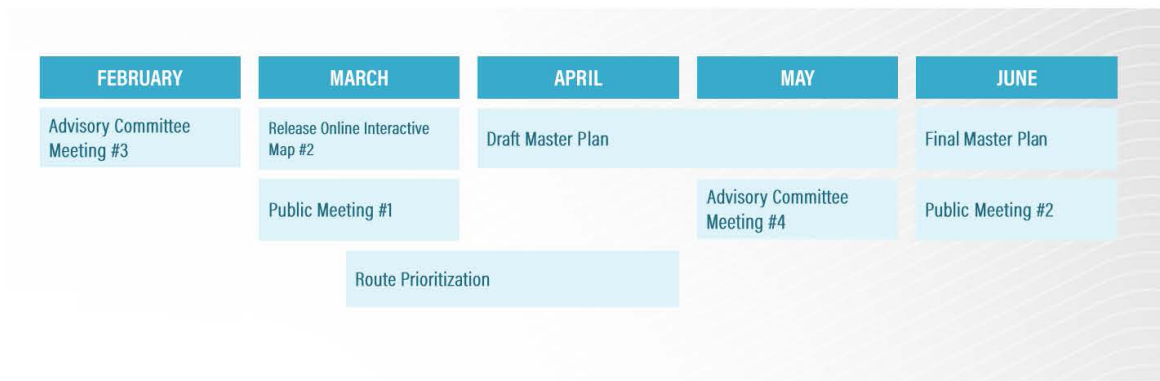 FEBRUARY
MARCH
APRIL
MAY
JUNE
Advisory Committee
Meeting #3
Release Online Interactive
Map #2
Draft Master Plan
Final Master Plan
Public Meeting #1
Advisory Committee
Meeting #4
Public Meeting #2
Route Prioritization